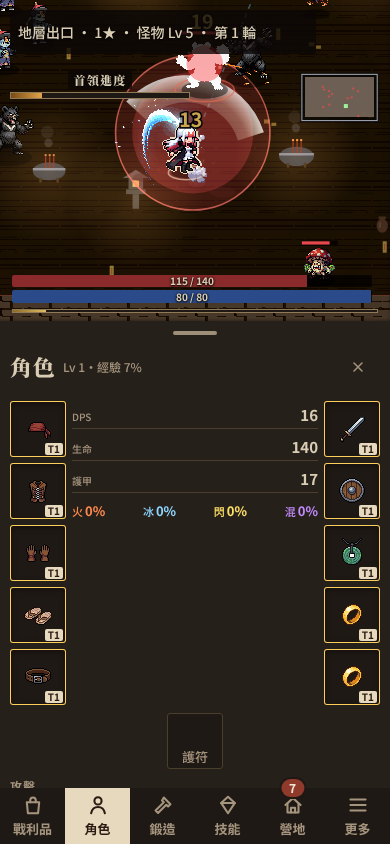 19
地層出口 · 1★ · 怪物 Lv 5 · 第 1 輪
首領進度
13
115 / 140
80 / 80
角色 Lv 1 · 經驗 7% ×
T1 DPS 16 T1
生命 140
T1 護甲 17 T1
火 0% 冰 0% 閃 0% 混 0%
T1 T1
T1 T1
T1 T1
護符
攻擊
7
戰利品 角色 鍛造 技能 營地 更多